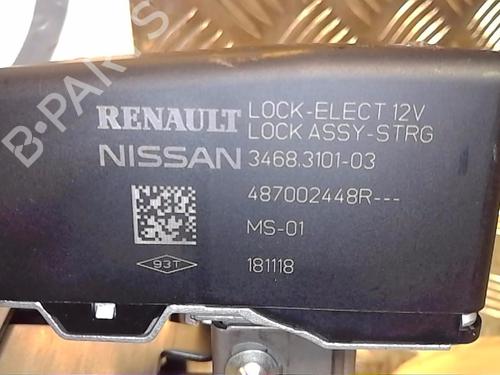 B-PARTS
RENAULT LOCK-ELECT 12V
LOCK ASSY-STRG
NISSAN 3468.3101-03
487002448R---
MS-01
93T 181118